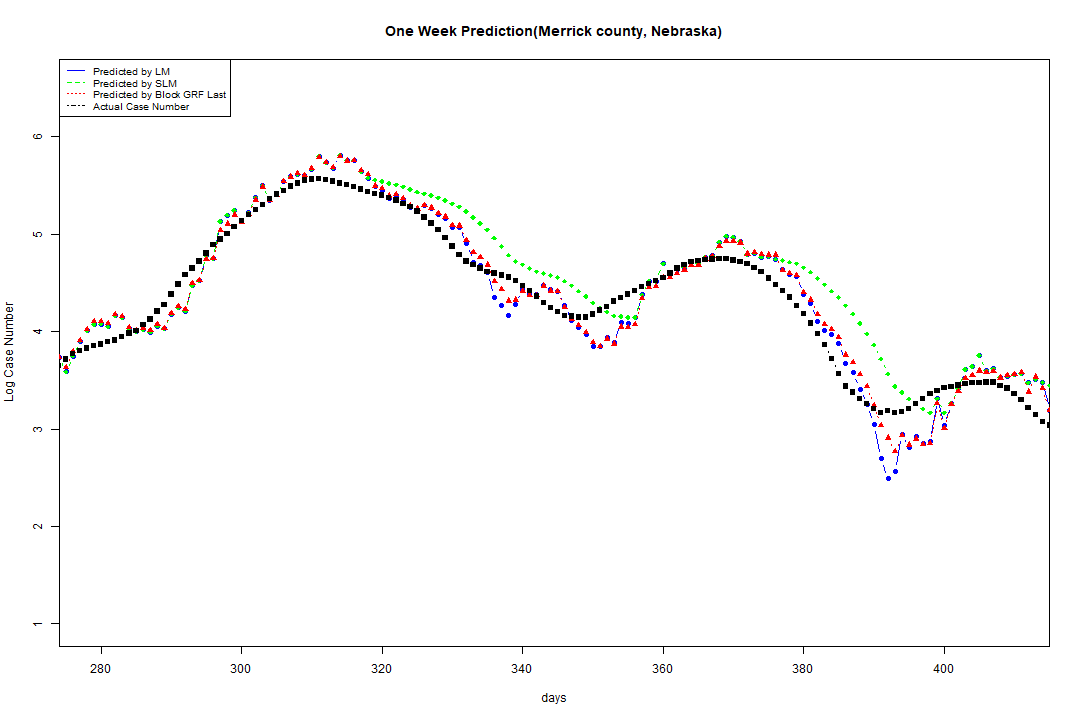 One Week Prediction(Merrick county, Nebraska)
Predicted by LM
Predicted by SLM
Predicted by Block GRF Last
Actual Case Number
6
5
4
3
2
1
Log Case Number
280 300 320 340 360 380 400
days